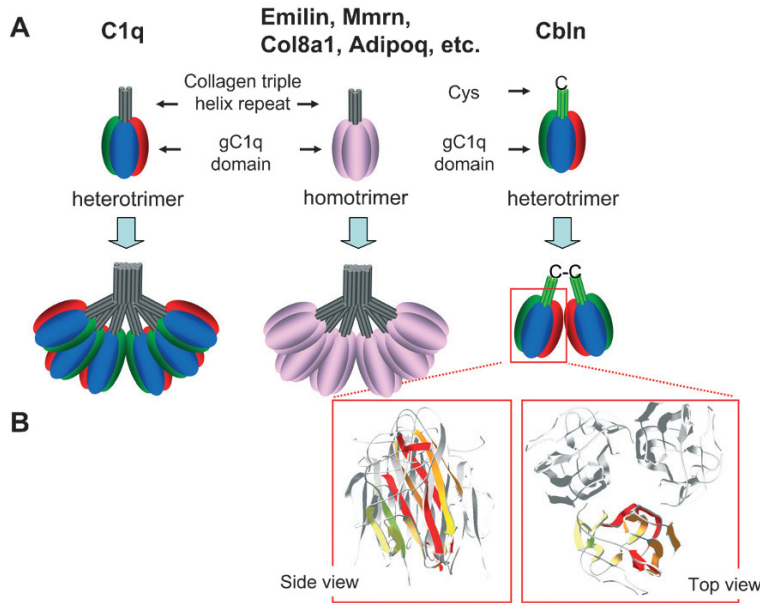 A
C1q
Emilin, Mmrn,
Col8a1, Adipoq, etc.
Cbln
Collagen triple
helix repeat
Cys
C
gC1q
domain
gC1q
domain
heterotrimer
homotrimer
heterotrimer
C-C
B
Side view
Top view